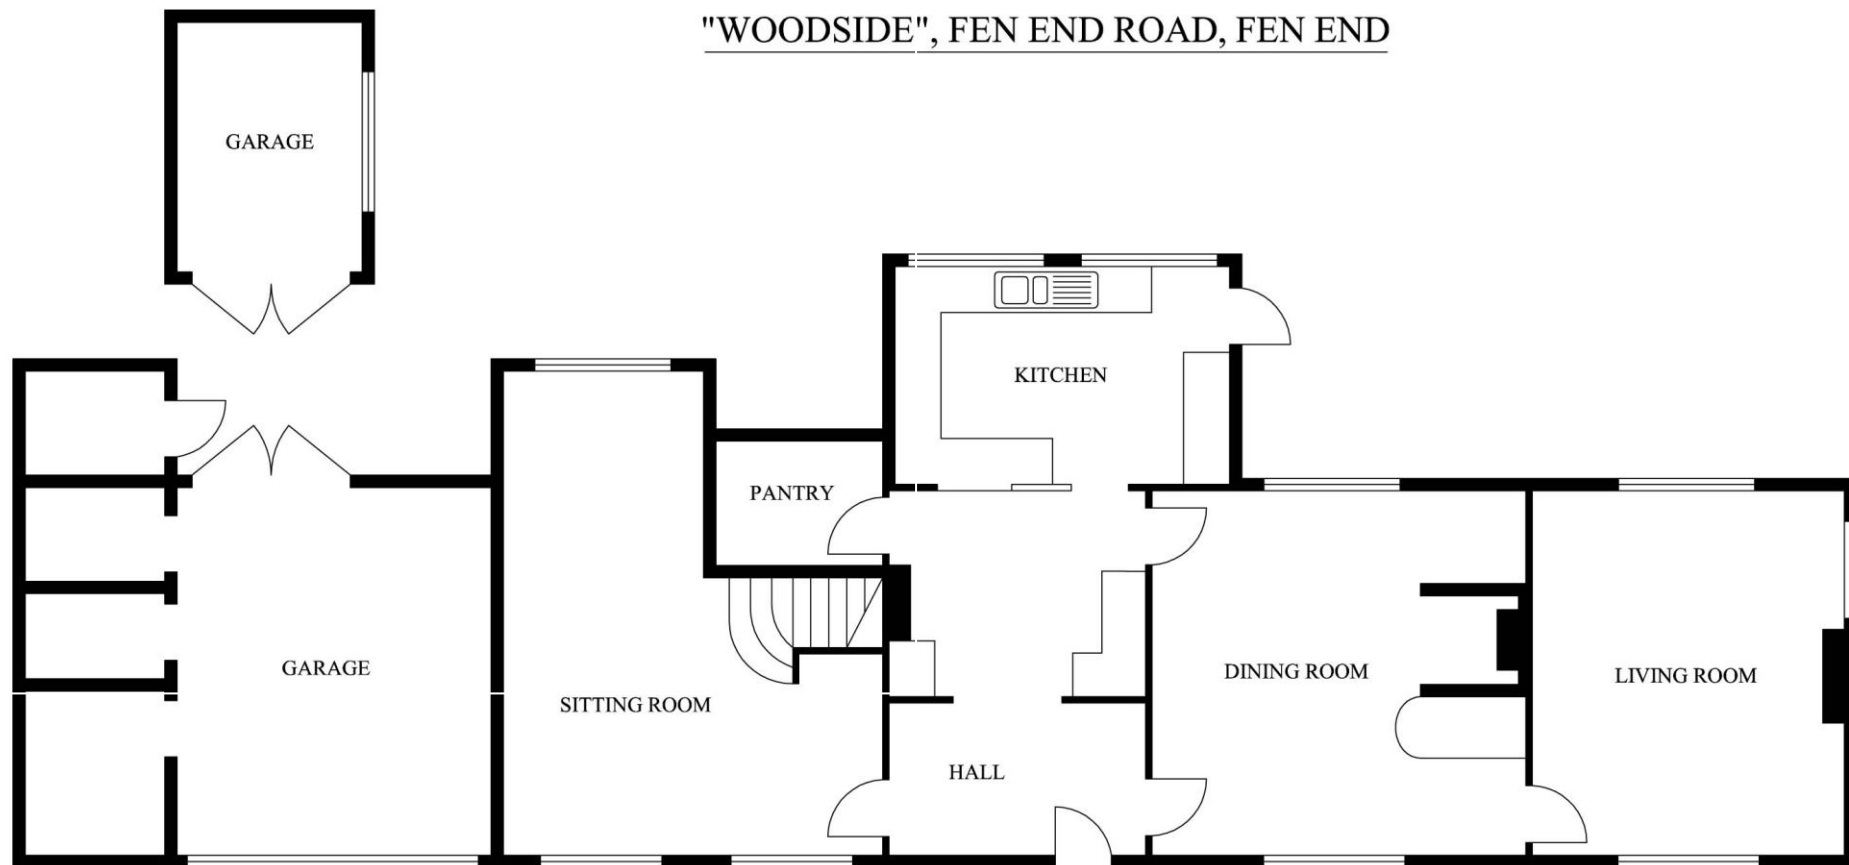 "WOODSIDE", FEN END ROAD, FEN END
GARAGE
KITCHEN
PANTRY
GARAGE
SITTING ROOM
DINING ROOM
LIVING ROOM
HALL